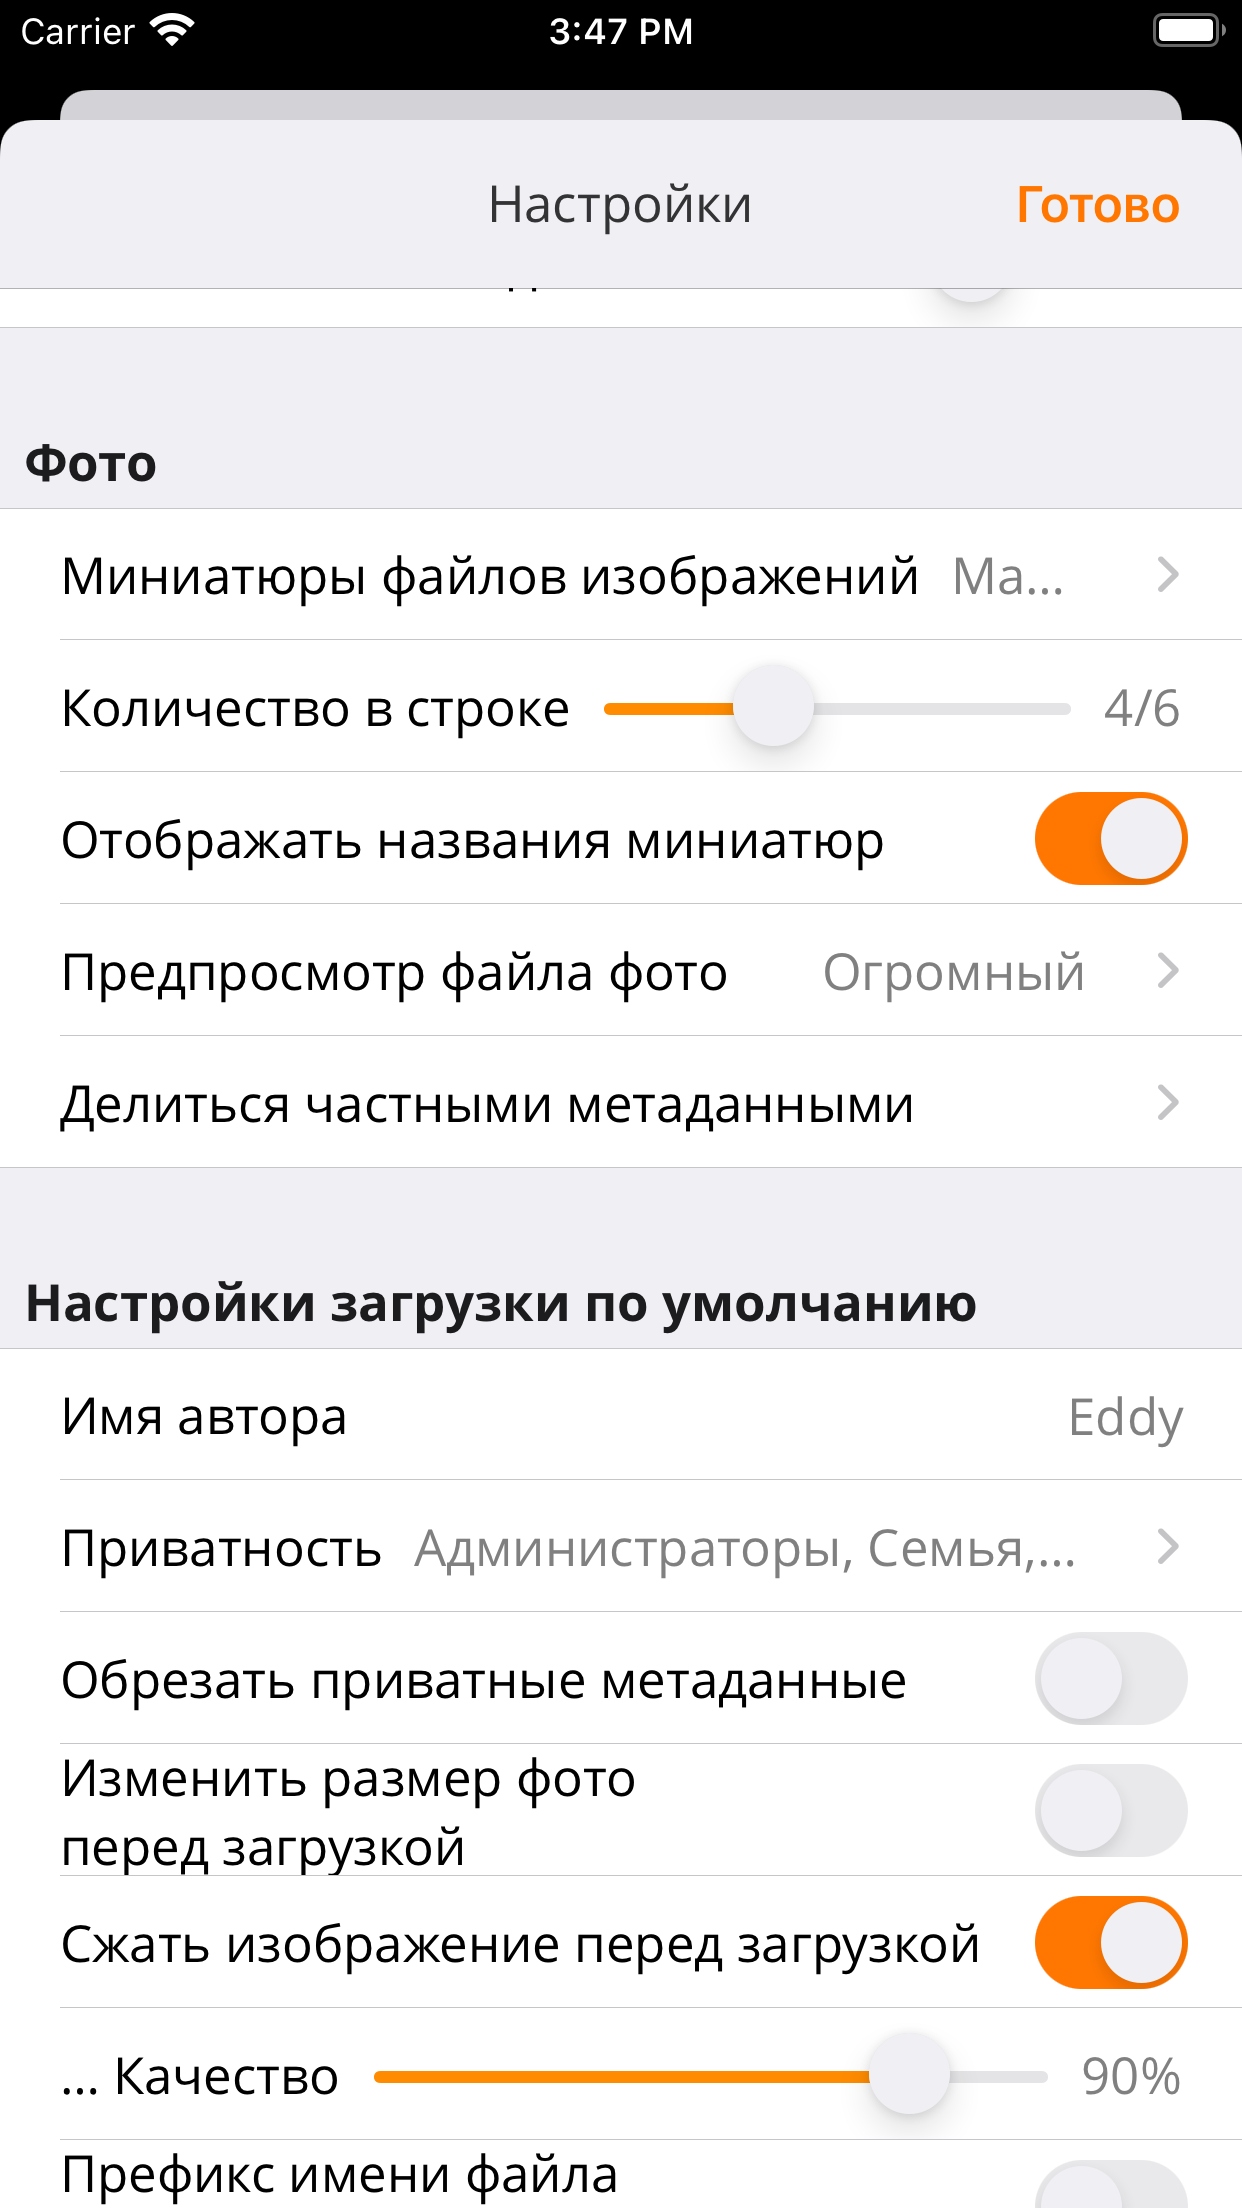 Carrier 3:47 PM
Настройки Готово
Фото
Миниатюры файлов изображений Ма...
Количество в строке 4/6
Отображать названия миниатюр
Предпросмотр файла фото Огромный
Делиться частными метаданными
Настройки загрузки по умолчанию
Имя автора Eddy
Приватность Администраторы, Семья,...
Обрезать приватные метаданные
Изменить размер фото
перед загрузкой
Сжать изображение перед загрузкой
... Качество 90%
Префикс имени файла